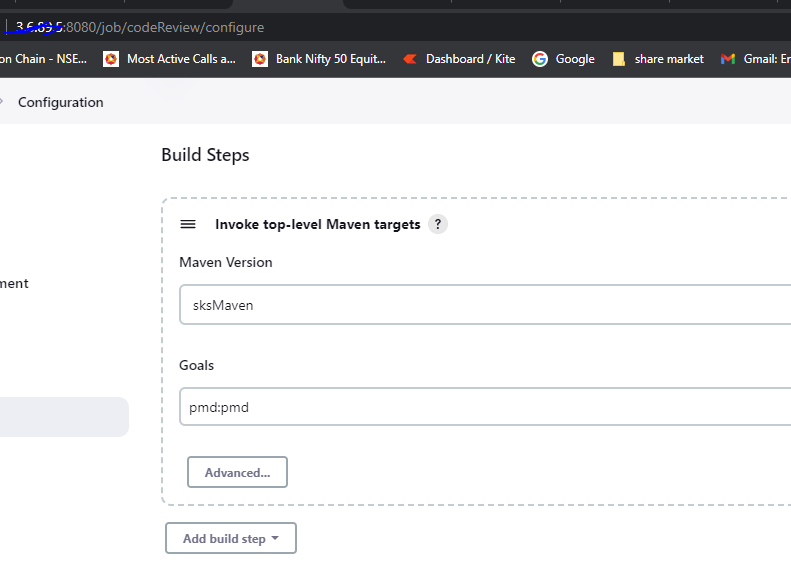 :8080/job/codeReview/configure
on Chain - NSE... Most Active Calls a... Bank Nifty 50 Equit... Dashboard / Kite Google share market Gmail: Er
Configuration
Build Steps
Invoke top-level Maven targets ?
Maven Version
ment
sksMaven
Goals
pmd:pmd
Advanced...
Add build step